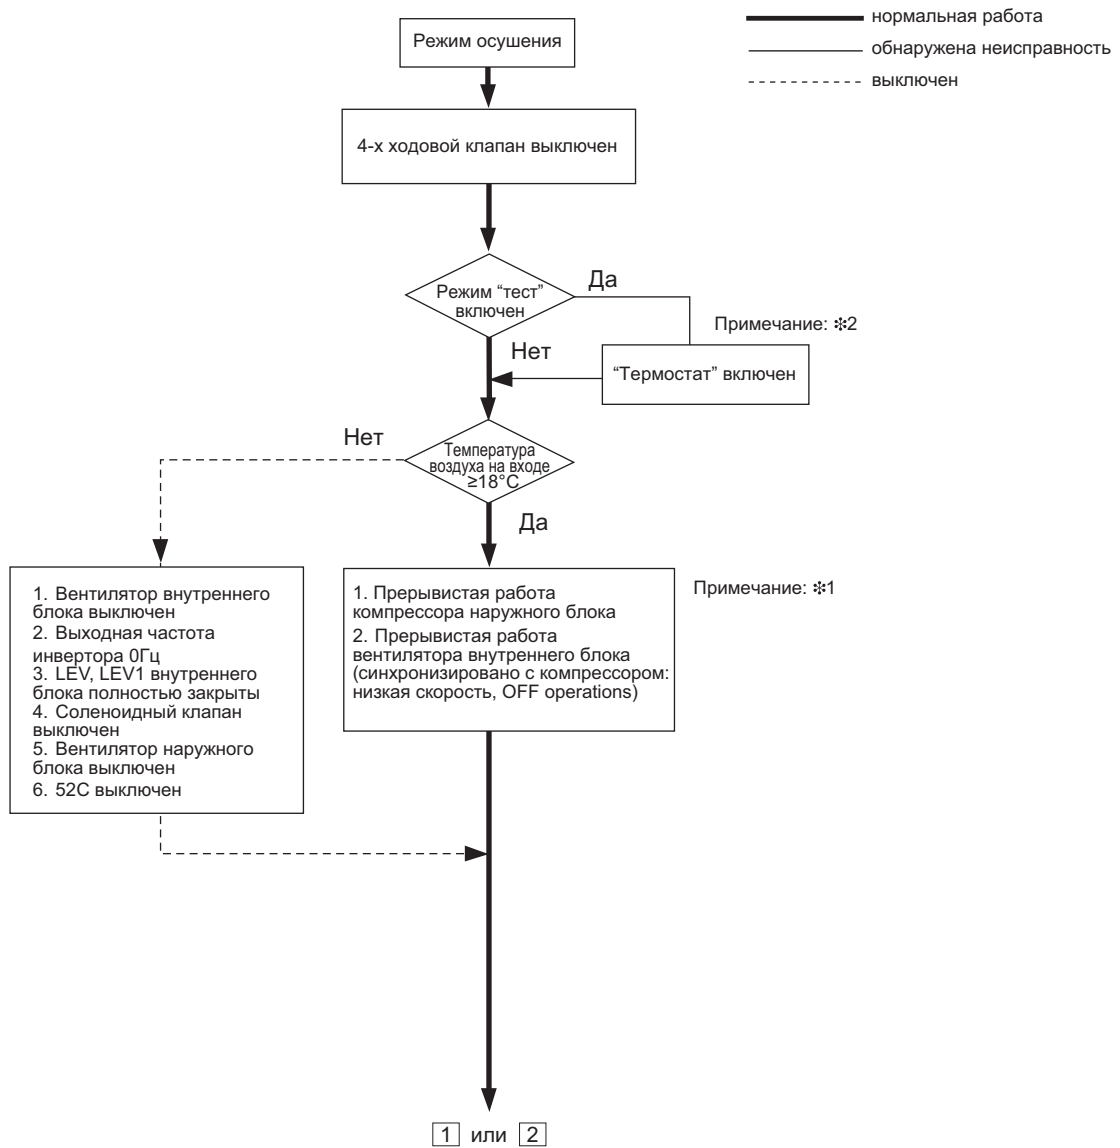 нормальная работа
обнаружена неисправность
выключен
Режим осушения
4-х ходовой клапан выключен
Режим “тест”
включен
Да
Примечание: ✻2
Нет
“Термостат” включен
Нет
Температура
воздуха на входе
≥18°C
Да
1. Вентилятор внутреннего
блока выключен
2. Выходная частота
инвертора 0Гц
3. LEV, LEV1 внутреннего
блока полностью закрыты
4. Соленоидный клапан
выключен
5. Вентилятор наружного
блока выключен
6. 52C выключен
1. Прерывистая работа
компрессора наружного блока
2. Прерывистая работа
вентилятора внутреннего блока
(синхронизировано с компрессором:
низкая скорость, OFF operations)
Примечание: ✻1
1 или 2